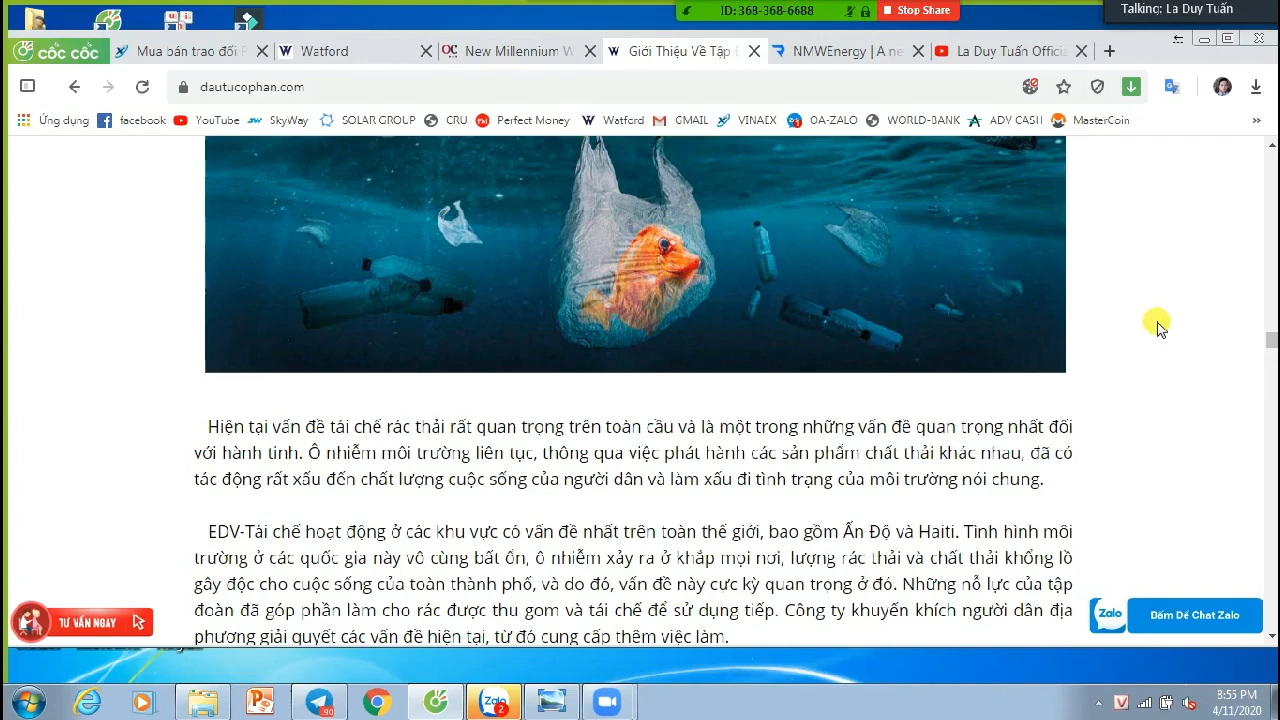 ID: 368-368-6688
Stop Share
Talking: La Duy Tuấn
cốc cốc
Mua bán trao đổi P
Watford
New Millennium W
Giới Thiệu Về Tập Đ
NMWEnergy | A ne
La Duy Tuấn Officia
dautucophan.com
Ứng dụng
facebook
YouTube
SkyWay
SOLAR GROUP
CRU
Perfect Money
Watford
GMAIL
VINAEX
OA-ZALO
WORLD-BANK
ADV CASH
MasterCoin
Hiện tại vấn đề tái chế rác thải rất quan trọng trên toàn cầu và là một trong những vấn đề quan trọng nhất đối
với hành tinh. Ô nhiễm môi trường liên tục, thông qua việc phát hành các sản phẩm chất thải khác nhau, đã có
tác động rất xấu đến chất lượng cuộc sống của người dân và làm xấu đi tình trạng của môi trường nói chung.
EDV-Tái chế hoạt động ở các khu vực có vấn đề nhất trên toàn thế giới, bao gồm Ấn Độ và Haiti. Tình hình môi
trường ở các quốc gia này vô cùng bất ổn, ô nhiễm xảy ra ở khắp mọi nơi, lượng rác thải và chất thải khổng lồ
gây độc cho cuộc sống của toàn thành phố, và do đó, vấn đề này cực kỳ quan trọng ở đó. Những nỗ lực của tập
đoàn đã góp phần làm cho rác được thu gom và tái chế để sử dụng tiếp. Công ty khuyến khích người dân địa
phương giải quyết các vấn đề hiện tại, từ đó cung cấp thêm việc làm.
TƯ VẤN NGAY
Zalo
Bấm Để Chat Zalo
90
Zalo
2
8:55 PM
4/11/2020